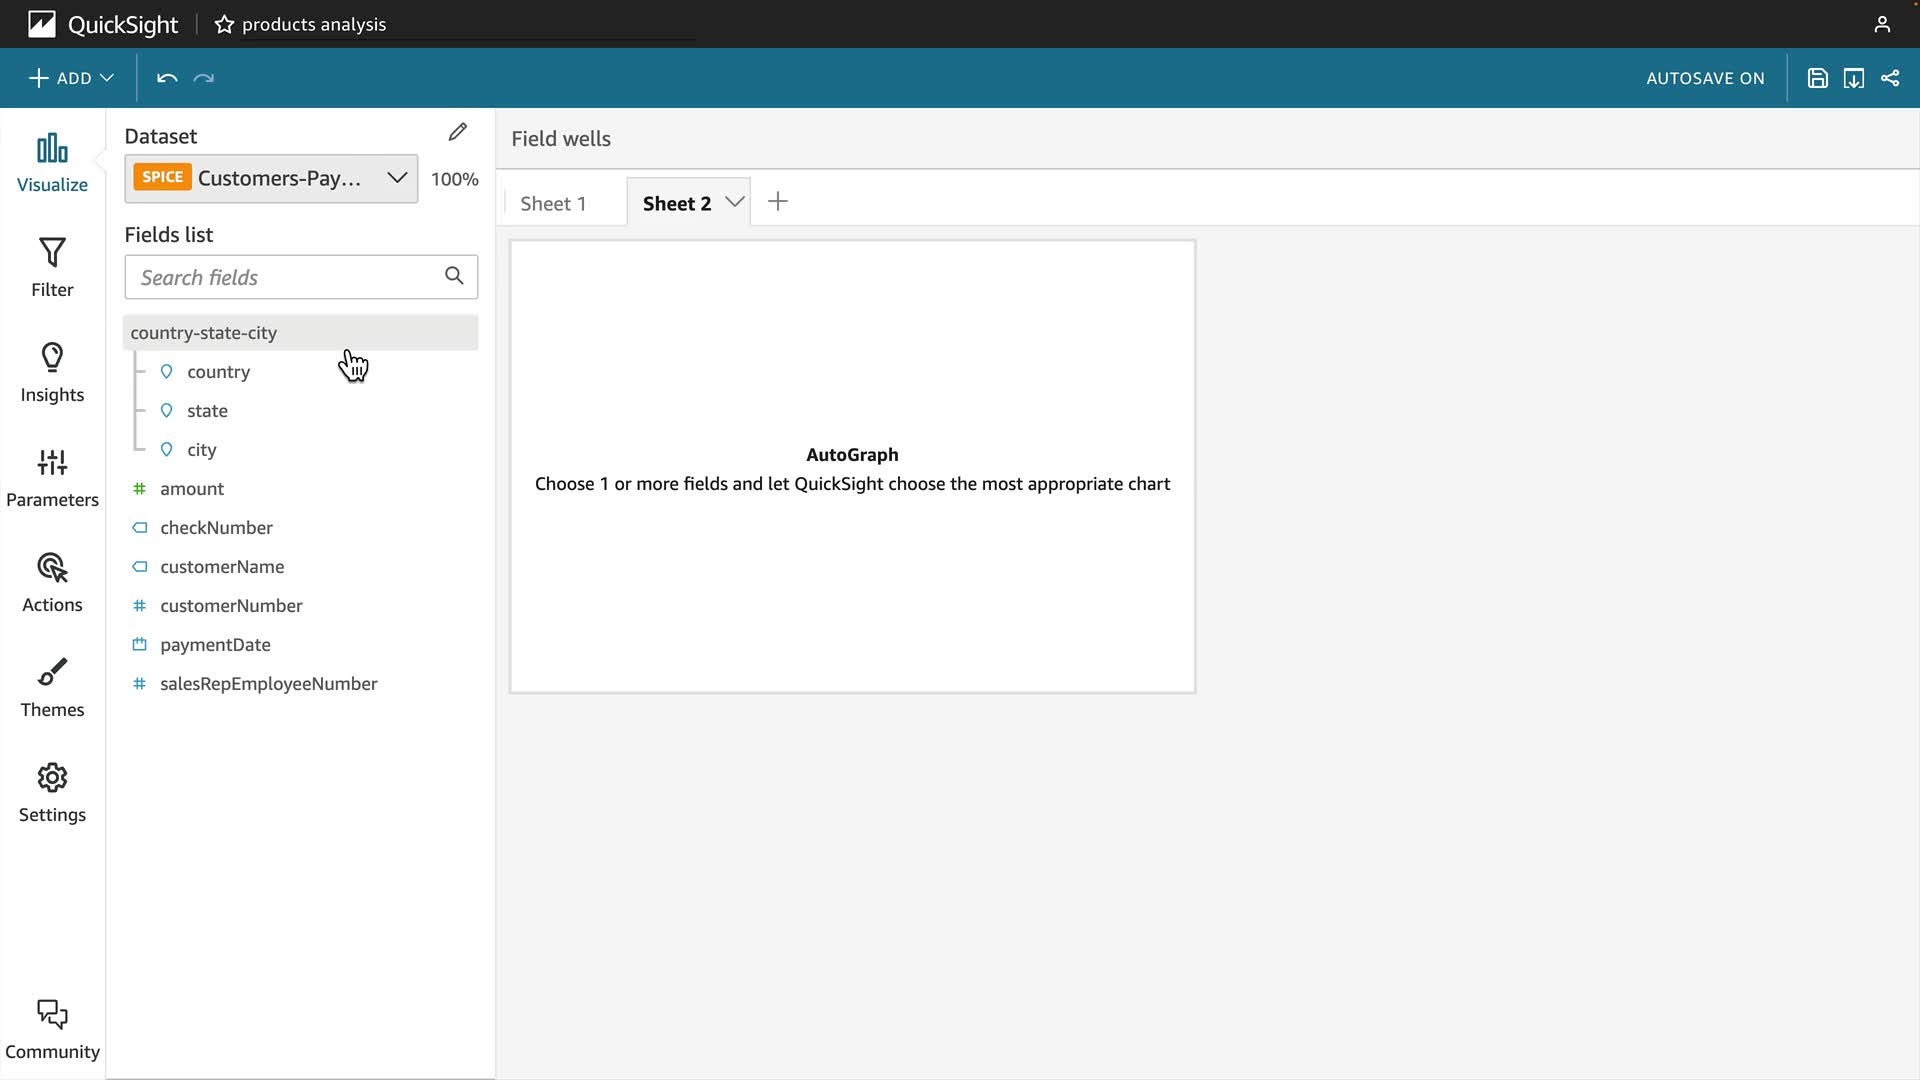 QuickSight
products analysis
ADD
AUTOSAVE ON
Visualize
Filter
Insights
Parameters
Actions
Themes
Settings
Community
Dataset
SPICE Customers-Pay... 100%
Fields list
Search fields
country-state-city
country
state
city
amount
checkNumber
customerName
customerNumber
paymentDate
salesRepEmployeeNumber
Field wells
Sheet 1 Sheet 2
AutoGraph
Choose 1 or more fields and let QuickSight choose the most appropriate chart